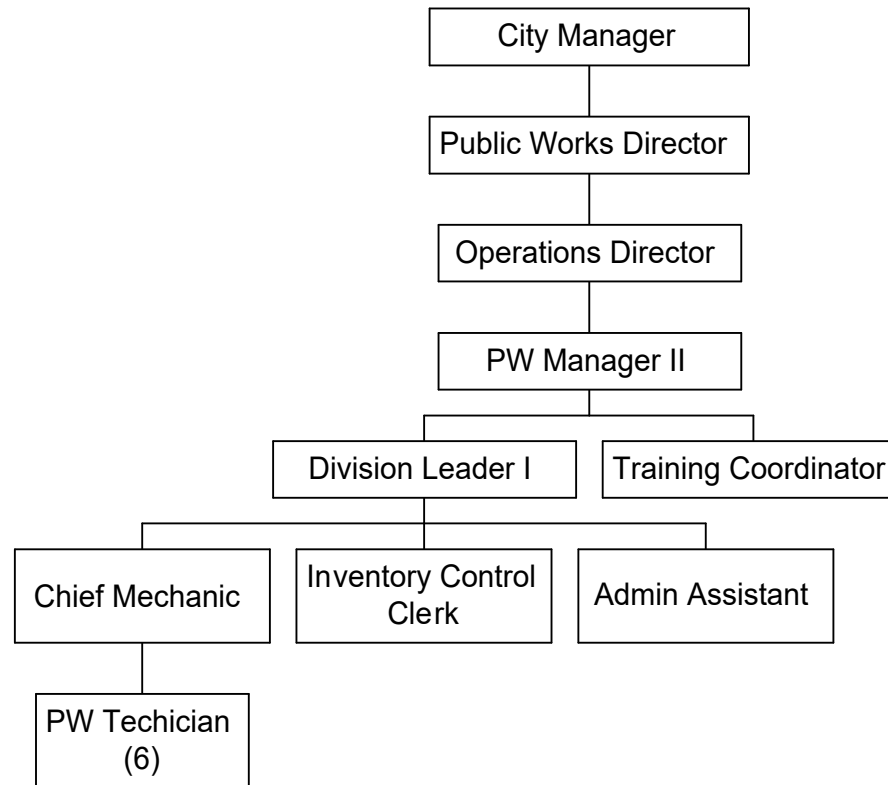 City Manager
Public Works Director
Operations Director
PW Manager II
Division Leader I
Training Coordinator
Chief Mechanic
Inventory Control
Clerk
Admin Assistant
PW Techician
(6)